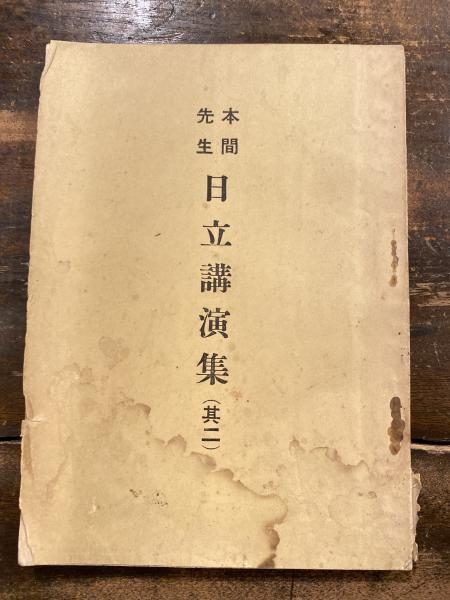 本間
先生
日立講演集(其二)